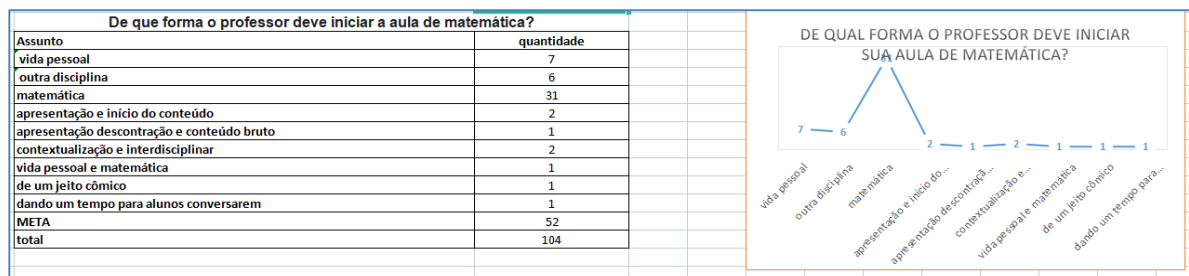 De que forma o professor deve iniciar a aula de matemática?
Assunto quantidade
vida pessoal 7
outra disciplina 6
matemática 31
apresentação e início do conteúdo 2
apresentação descontração e conteúdo bruto 1
contextualização e interdisciplinar 2
vida pessoal e matemática 1
de um jeito cômico 1
dando um tempo para alunos conversarem 1
META 52
total 104
DE QUAL FORMA O PROFESSOR DEVE INICIAR
SUA AULA DE MATEMÁTICA?
31
7 6 2 1 2 1 1 1
vida pessoal
outra disciplina
matemática
apresentação e início do...
apresentação descontraçã...
contextualização e...
vida pessoal e matemática
de um jeito cômico
dando um tempo para...